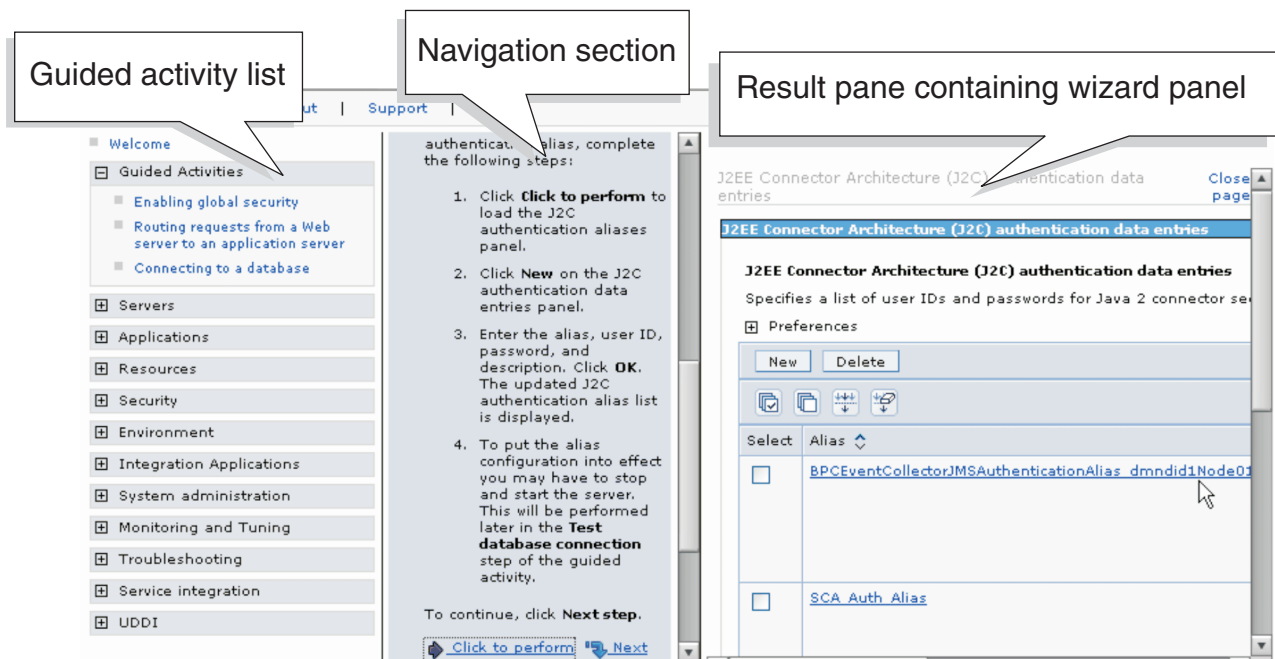 Guided activity list
Navigation section
Result pane containing wizard panel
ut | Support |
Welcome
Guided Activities
Enabling global security
Routing requests from a Web
server to an application server
Connecting to a database
Servers
Applications
Resources
Security
Environment
Integration Applications
System administration
Monitoring and Tuning
Troubleshooting
Service integration
UDDI
alias, complete
the following steps:
1. Click Click to perform to
load the J2C
authentication aliases
panel.
2. Click New on the J2C
authentication data
entries panel.
3. Enter the alias, user ID,
password, and
description. Click OK.
The updated J2C
authentication alias list
is displayed.
4. To put the alias
configuration into effect
you may have to stop
and start the server.
This will be performed
later in the Test
database connection
step of the guided
activity.
To continue, click Next step.
Click to perform Next
J2EE Connector Architecture (J2C) authentication data
entries
Close
page
J2EE Connector Architecture (J2C) authentication data entries
J2EE Connector Architecture (J2C) authentication data entries
Specifies a list of user IDs and passwords for Java 2 connector se
Preferences
New Delete
Select Alias
BPCEventCollectorJMSAuthenticationAlias dmndid1Node01
SCA Auth Alias